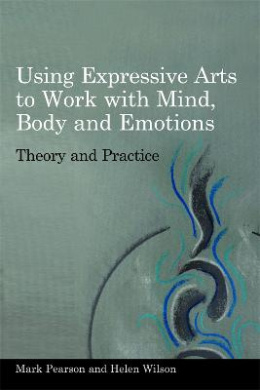 Using Expressive Arts
to Work with Mind,
Body and Emotions
Theory and Practice
Mark Pearson and Helen Wilson